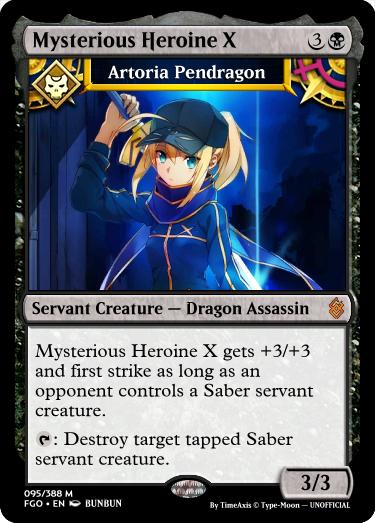 Mysterious Heroine X 3
Artoria Pendragon
Servant Creature — Dragon Assassin
Mysterious Heroine X gets +3/+3
and first strike as long as an
opponent controls a Saber servant
creature.
: Destroy target tapped Saber
servant creature.
3/3
095/388 M
FGO • EN BUNBUN
By TimeAxis © Type-Moon — UNOFFICIAL